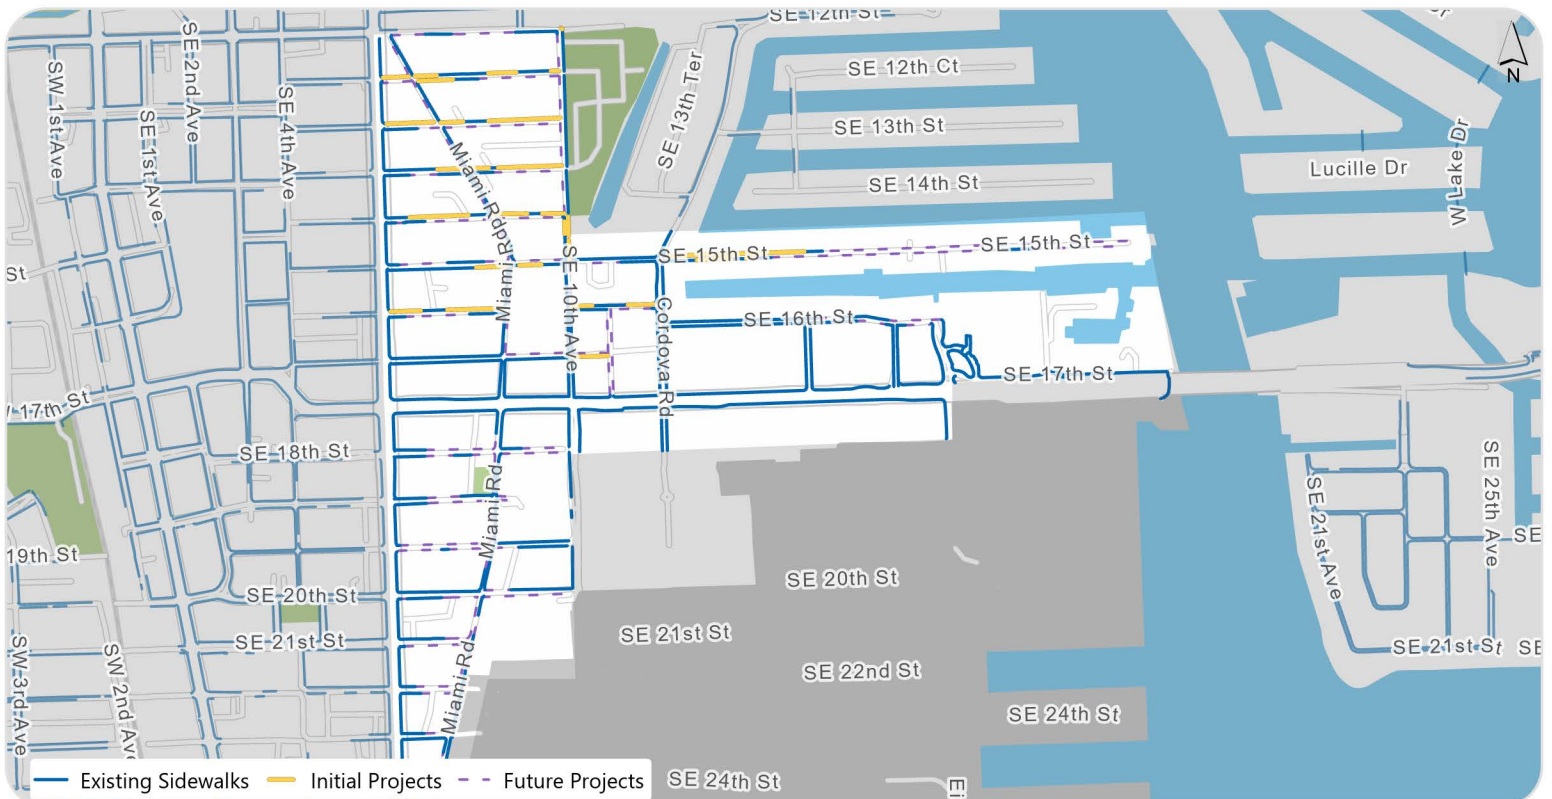 SE 12th St
SE 2nd Ave
N
SW 1st Ave
SE 4th Ave
SE 13th Ter
SE 12th Ct
SE 1st Ave
SE 13th St
W Lake Dr
Miami Rd
Lucille Dr
SE 14th St
Rd
SE 15th St
SE 15th St
St
Miami
SE 10th Ave
Cordova Rd
SE 16th St
SE 17th St
17th St
SE 18th St
Miami Rd
SE 21st Ave
SE 25th Ave
SE
19th St
SE 20th St
SE 20th St
SE 21st St
SE 21st St
SE 21st St
SE
SW 3rd Ave
SW 2nd Ave
Miami Rd
SE 22nd St
SE 24th St
SE 24th St
Ei
Existing Sidewalks
Initial Projects
Future Projects